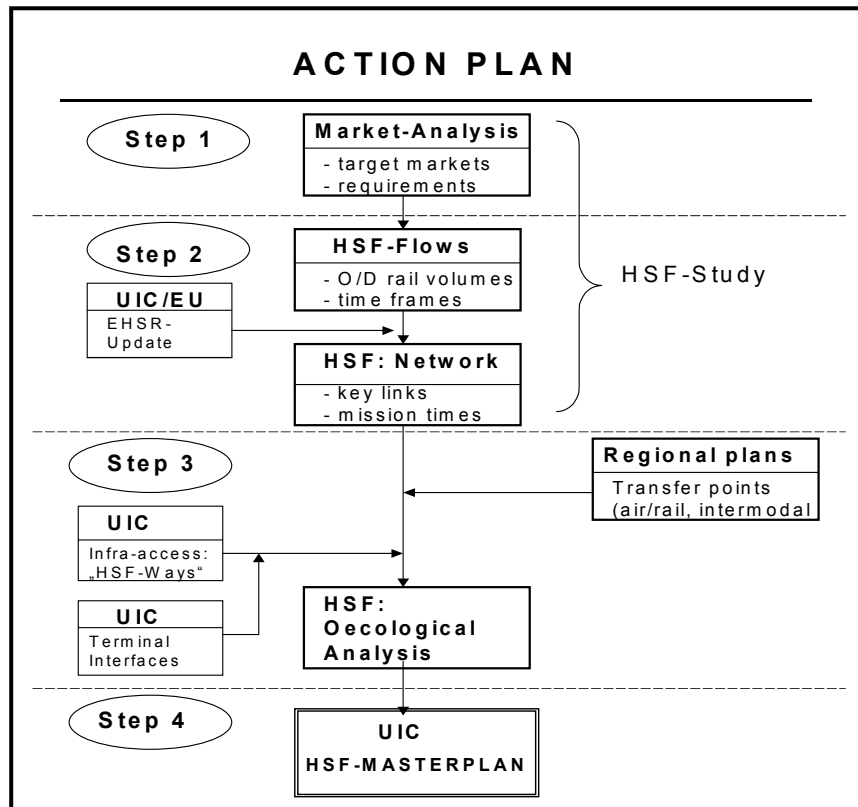 ACTION PLAN
Step 1
Market-Analysis
- target markets
- requirements
Step 2
HSF-Flows
- O/D rail volumes
- time frames
HSF-Study
UIC/EU
EHSR-
Update
HSF: Network
- key links
- mission times
Step 3
Regional plans
Transfer points
(air/rail, intermodal
UIC
Infra-access:
„HSF-Ways“
UIC
Terminal
Interfaces
HSF:
Oecological
Analysis
Step 4
UIC
HSF-MASTERPLAN